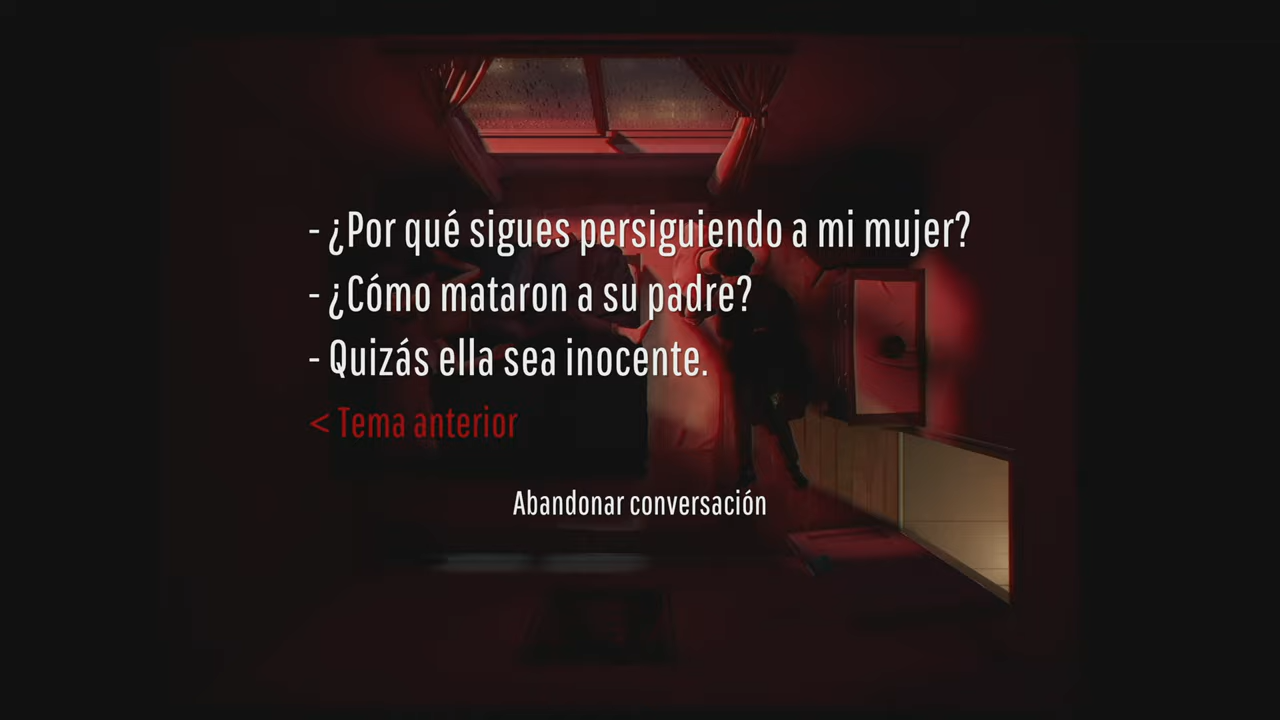 - ¿Por qué sigues persiguiendo a mi mujer?
- ¿Cómo mataron a su padre?
- Quizás ella sea inocente.
< Tema anterior
Abandonar conversación